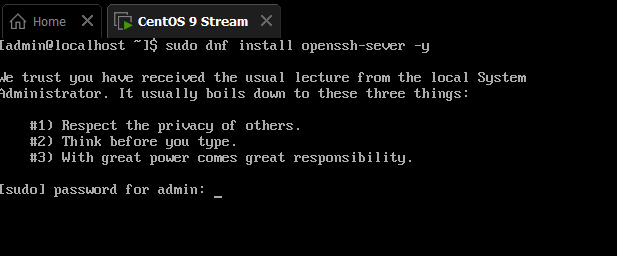 Home
CentOS 9 Stream
[admin@localhost ~]$ sudo dnf install openssh-sever -y
We trust you have received the usual lecture from the local System
Administrator. It usually boils down to these three things:
#1) Respect the privacy of others.
#2) Think before you type.
#3) With great power comes great responsibility.
[sudo] password for admin: _